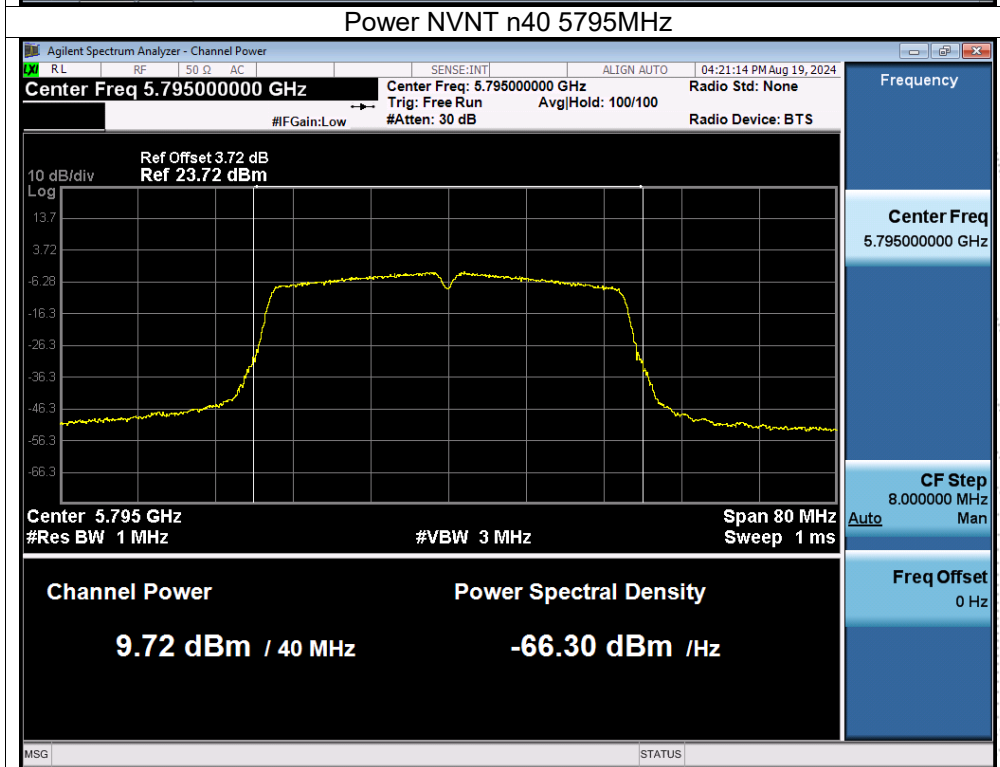 Power NVNT n40 5795MHz
Agilent Spectrum Analyzer - Channel Power
LXI RL RF 50 Ω AC SENSE:INT ALIGN AUTO 04:21:14 PM Aug 19, 2024
Center Freq 5.795000000 GHz
#IFGain:Low
Center Freq: 5.795000000 GHz
Trig: Free Run Avg|Hold: 100/100
#Atten: 30 dB
Radio Std: None
Radio Device: BTS
Ref Offset 3.72 dB
10 dB/div Ref 23.72 dBm
Log
13.7
3.72
-6.28
-16.3
-26.3
-36.3
-46.3
-56.3
-66.3
Center 5.795 GHz Span 80 MHz
#Res BW 1 MHz #VBW 3 MHz Sweep 1 ms
Channel Power Power Spectral Density
9.72 dBm / 40 MHz -66.30 dBm /Hz
Frequency
Center Freq
5.795000000 GHz
CF Step
8.000000 MHz
Auto Man
Freq Offset
0 Hz
MSG STATUS